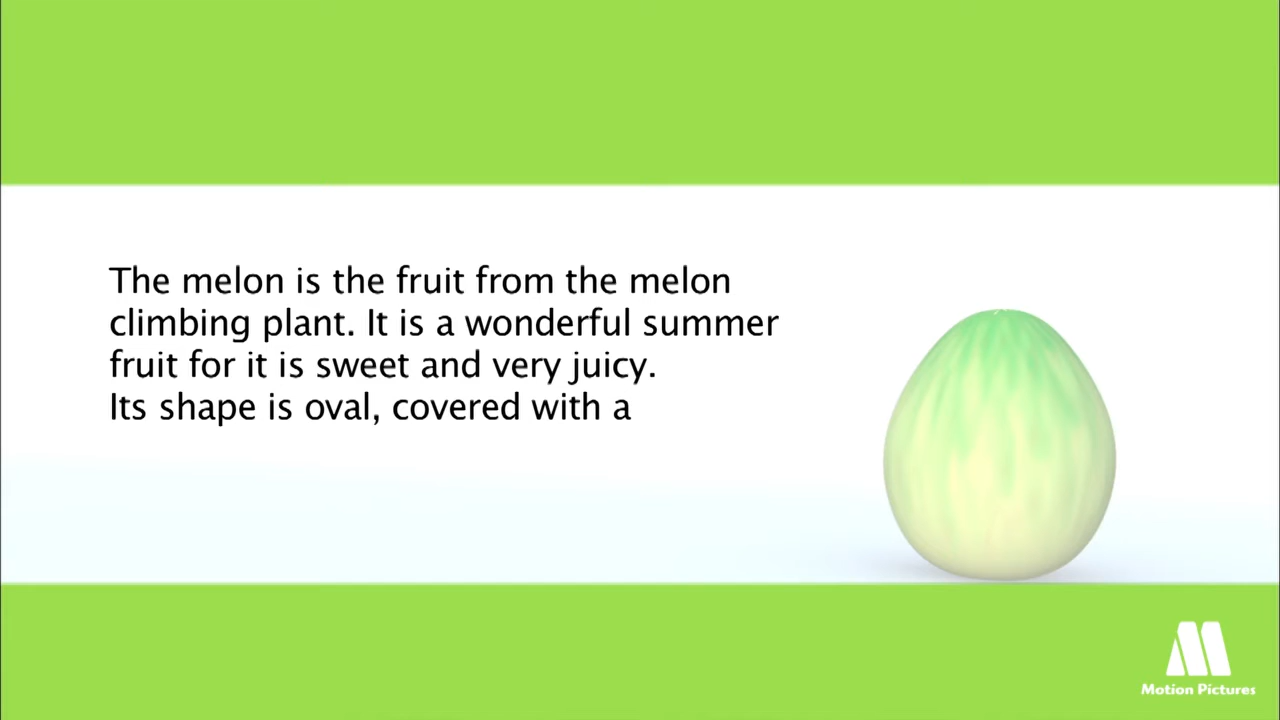 The melon is the fruit from the melon
climbing plant. It is a wonderful summer
fruit for it is sweet and very juicy.
Its shape is oval, covered with a
Motion Pictures